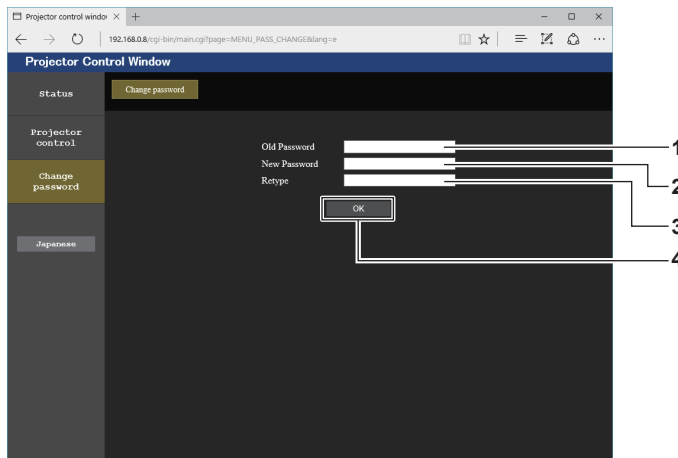 Projector control windov
192.168.0.8/cgi-bin/main.cgi?page=MENU_PASS_CHANGE&lang=e
Projector Control Window
Status
Change password
Projector
control
Change
password
Japanese
Old Password
New Password
Retype
OK
1
2
3
4